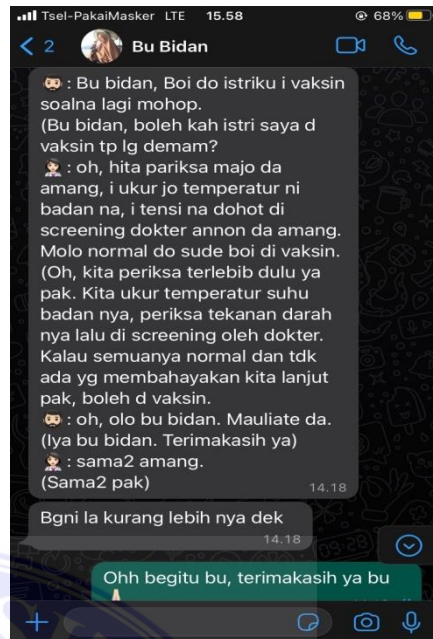 Tsel-PakaiMasker LTE 15.58 68%
2 Bu Bidan
🧔🏻 : Bu bidan, Boi do istriku i vaksin
soalna lagi mohop.
(Bu bidan, boleh kah istri saya d
vaksin tp lg demam?
👩🏻‍⚕️ : oh, hita pariksa majo da
amang, i ukur jo temperatur ni
badan na, i tensi na dohot di
screening dokter annon da amang.
Molo normal do sude boi di vaksin.
(Oh, kita periksa terlebib dulu ya
pak. Kita ukur temperatur suhu
badan nya, periksa tekanan darah
nya lalu di screening oleh dokter.
Kalau semuanya normal dan tdk
ada yg membahayakan kita lanjut
pak, boleh d vaksin.
🧔🏻 : oh, olo bu bidan. Mauliate da.
(Iya bu bidan. Terimakasih ya)
👩🏻‍⚕️ : sama2 amang.
(Sama2 pak) 14.18
Bgni la kurang lebih nya dek
14.18
Ohh begitu bu, terimakasih ya bu